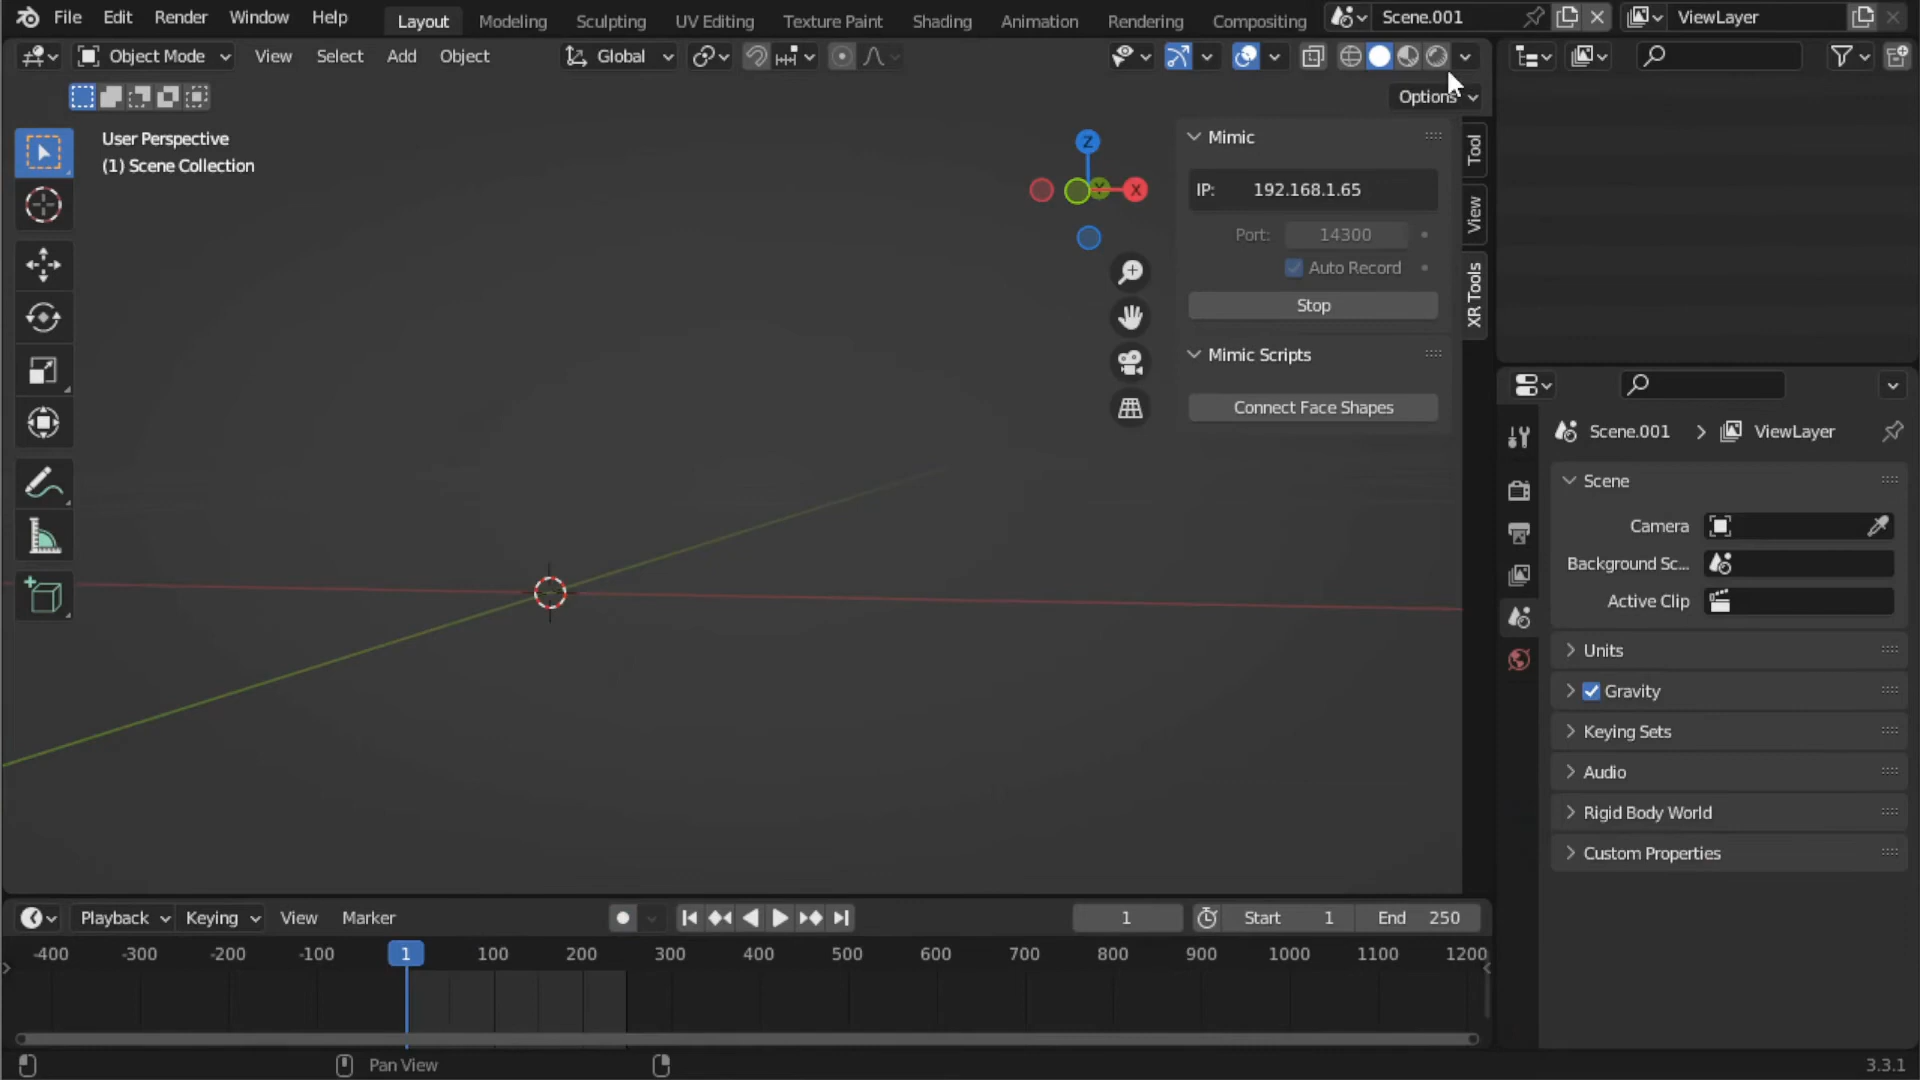 File Edit Render Window Help Layout Modeling Sculpting UV Editing Texture Paint Shading Animation Rendering Compositing Scene.001 ViewLayer
Object Mode View Select Add Object Global
Options
User Perspective
(1) Scene Collection
Z
X
Y
Mimic
IP: 192.168.1.65
Port: 14300
Auto Record
Stop
Mimic Scripts
Connect Face Shapes
Tool
View
XR Tools
Scene.001 ViewLayer
Scene
Camera
Background Sc...
Active Clip
Units
Gravity
Keying Sets
Audio
Rigid Body World
Custom Properties
Playback Keying View Marker 1 Start 1 End 250
-400 -300 -200 -100 1 100 200 300 400 500 600 700 800 900 1000 1100 1200
Pan View 3.3.1